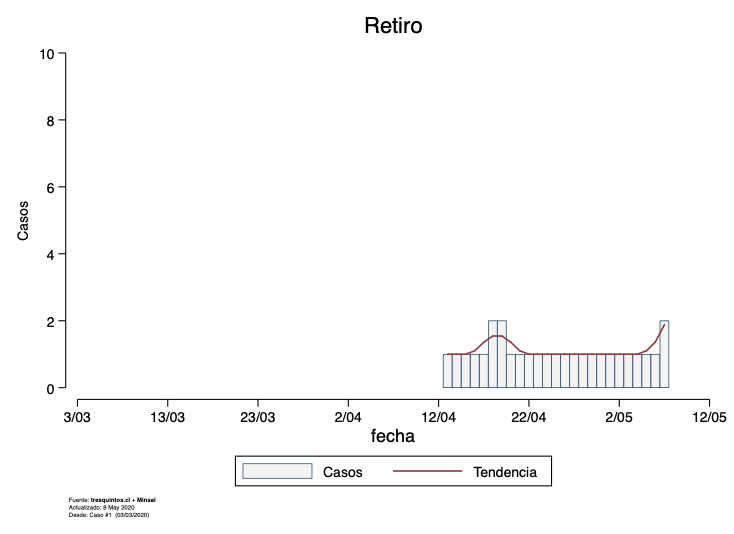 Retiro
Casos
10
8
6
4
2
0
3/03 13/03 23/03 2/04 12/04 22/04 2/05 12/05
fecha
Casos Tendencia
Fuente: tresquintos.cl + Minsal
Actualizado: 8 May 2020
Desde: Caso #1 (03/03/2020)